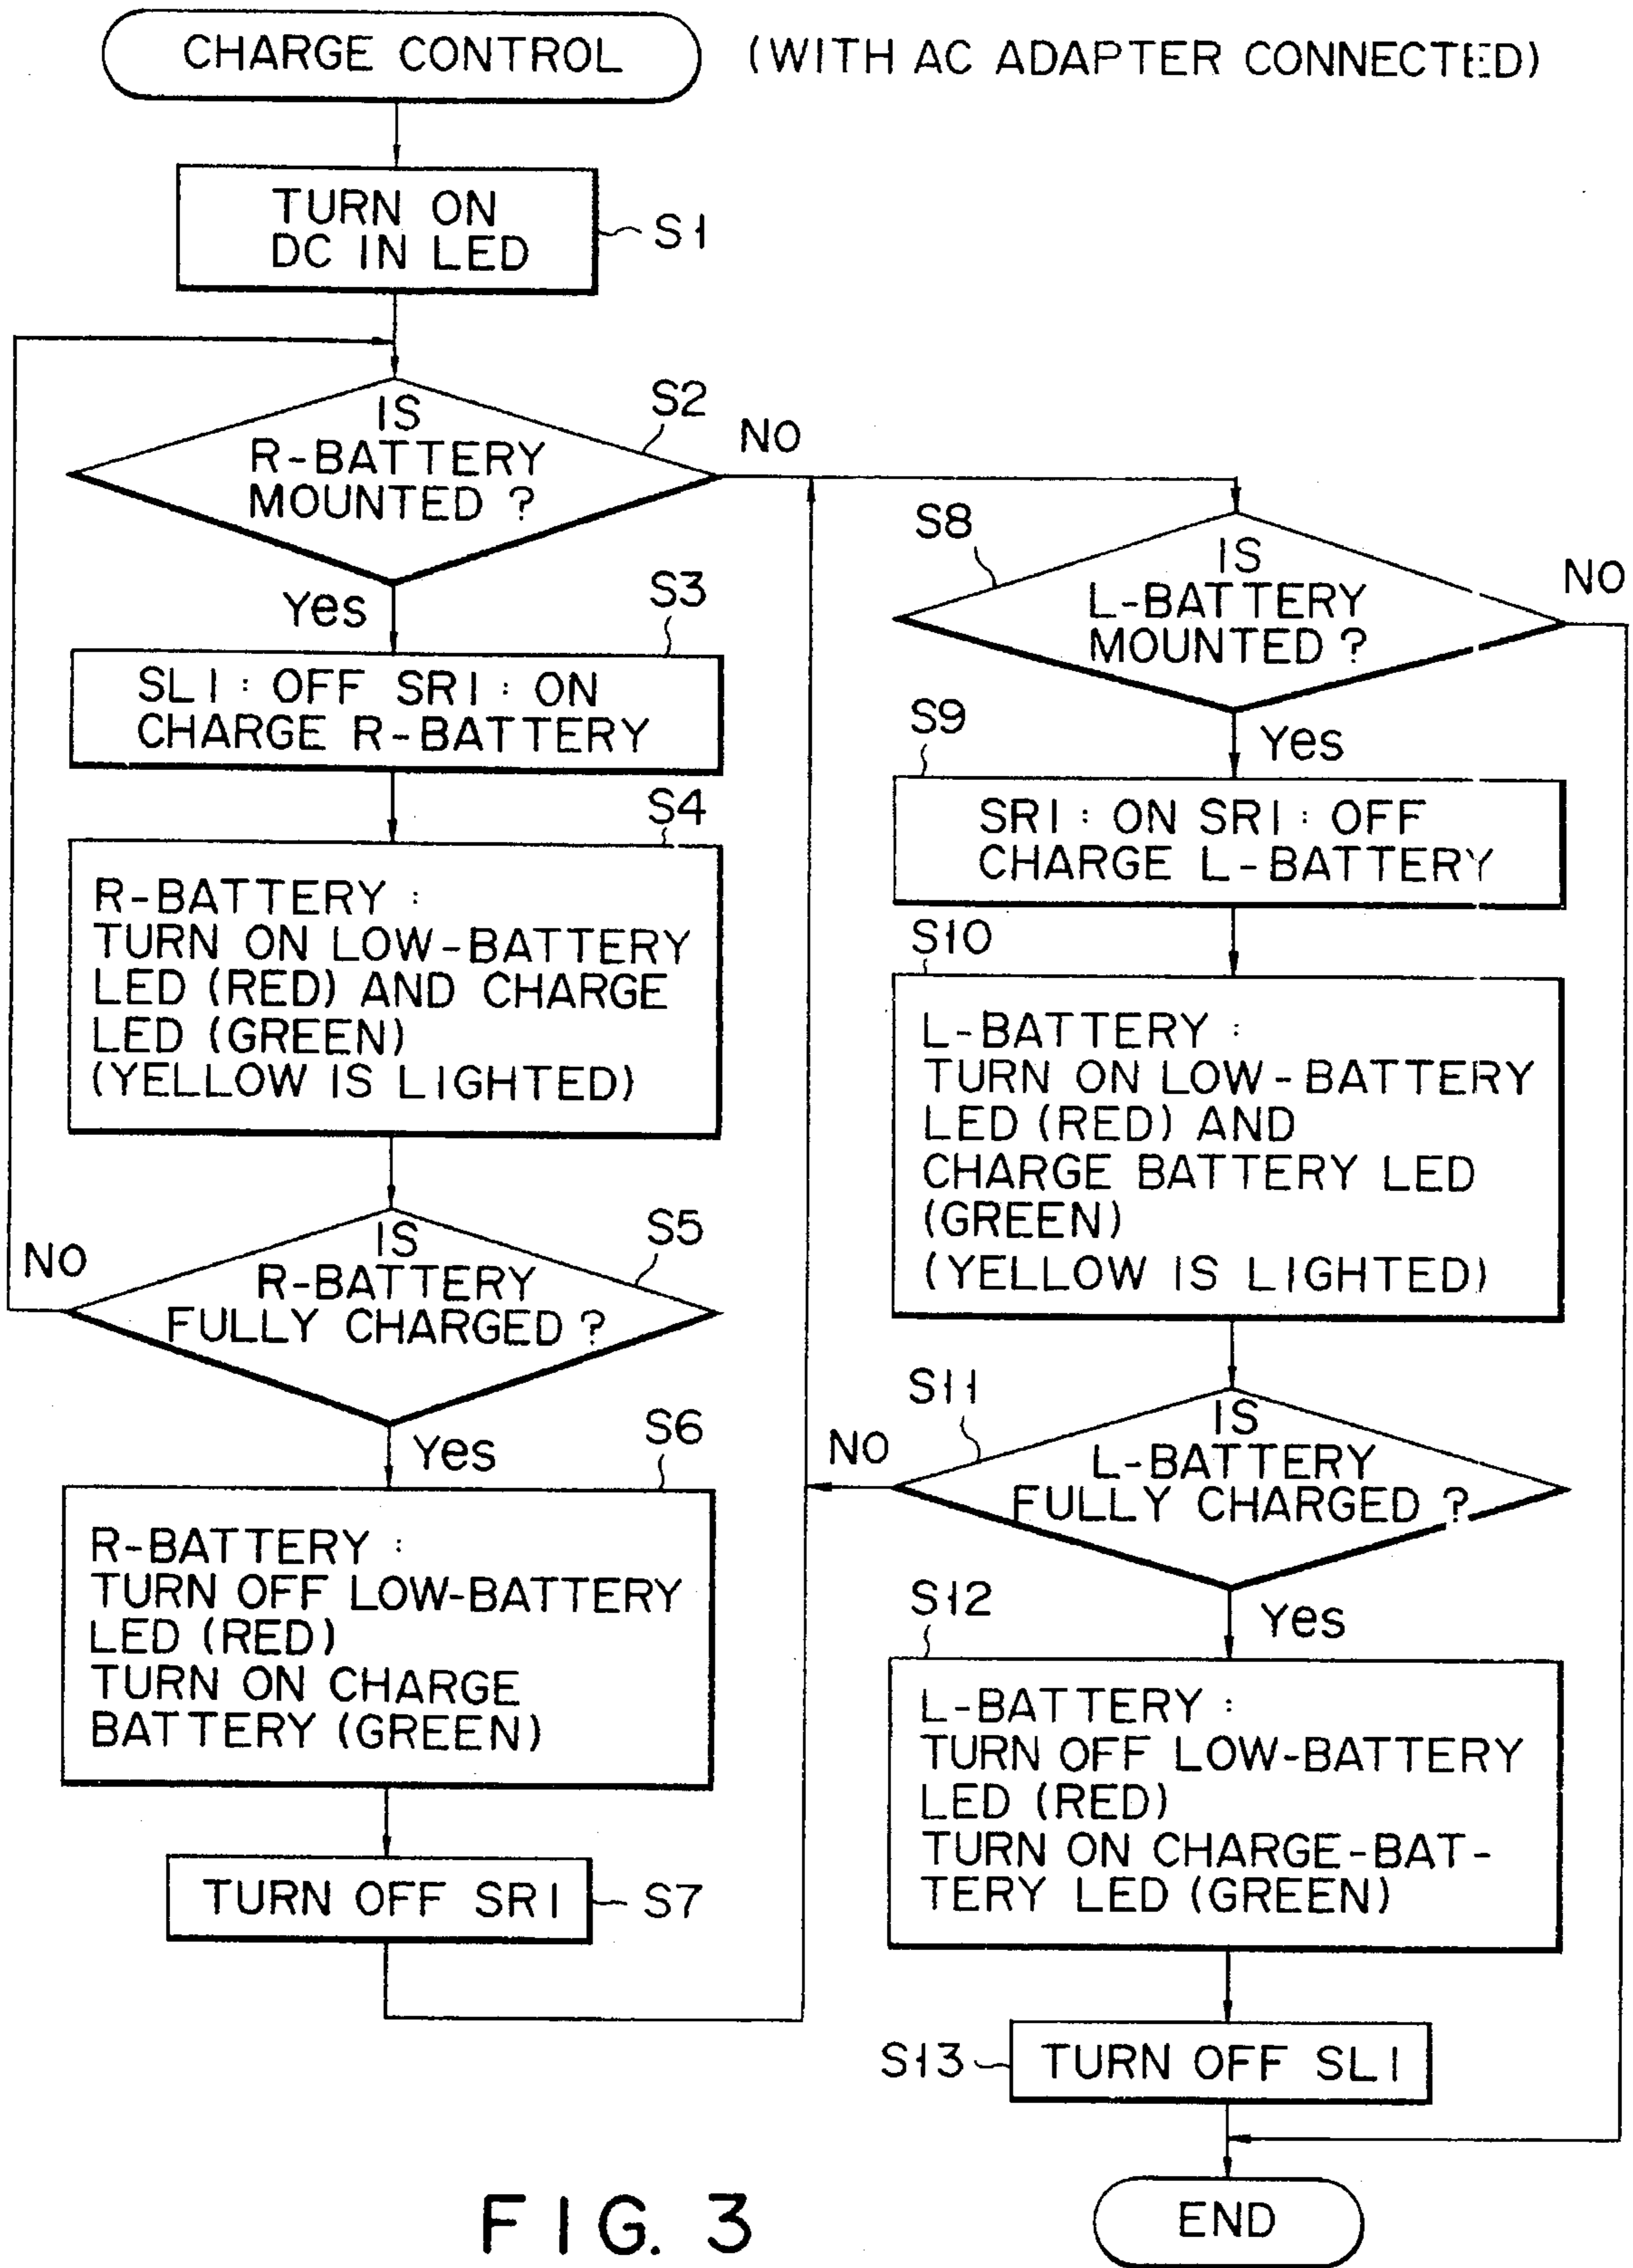 CHARGE CONTROL (WITH AC ADAPTER CONNECTED)
TURN ON
DC IN LED
S1
IS
R-BATTERY
MOUNTED ?
S2
NO
Yes
S3
SL1 : OFF SR1 : ON
CHARGE R-BATTERY
S4
R-BATTERY :
TURN ON LOW-BATTERY
LED (RED) AND CHARGE
LED (GREEN)
(YELLOW IS LIGHTED)
IS
R-BATTERY
FULLY CHARGED ?
S5
NO
Yes
S6
R-BATTERY :
TURN OFF LOW-BATTERY
LED (RED)
TURN ON CHARGE
BATTERY (GREEN)
TURN OFF SR1
S7
S8
IS
L-BATTERY
MOUNTED ?
NO
Yes
S9
SR1 : ON SR1 : OFF
CHARGE L-BATTERY
S10
L-BATTERY :
TURN ON LOW-BATTERY
LED (RED) AND
CHARGE BATTERY LED
(GREEN)
(YELLOW IS LIGHTED)
S11
IS
L-BATTERY
FULLY CHARGED ?
NO
Yes
S12
L-BATTERY :
TURN OFF LOW-BATTERY
LED (RED)
TURN ON CHARGE-BAT-
TERY LED (GREEN)
S13
TURN OFF SL1
END
FIG. 3